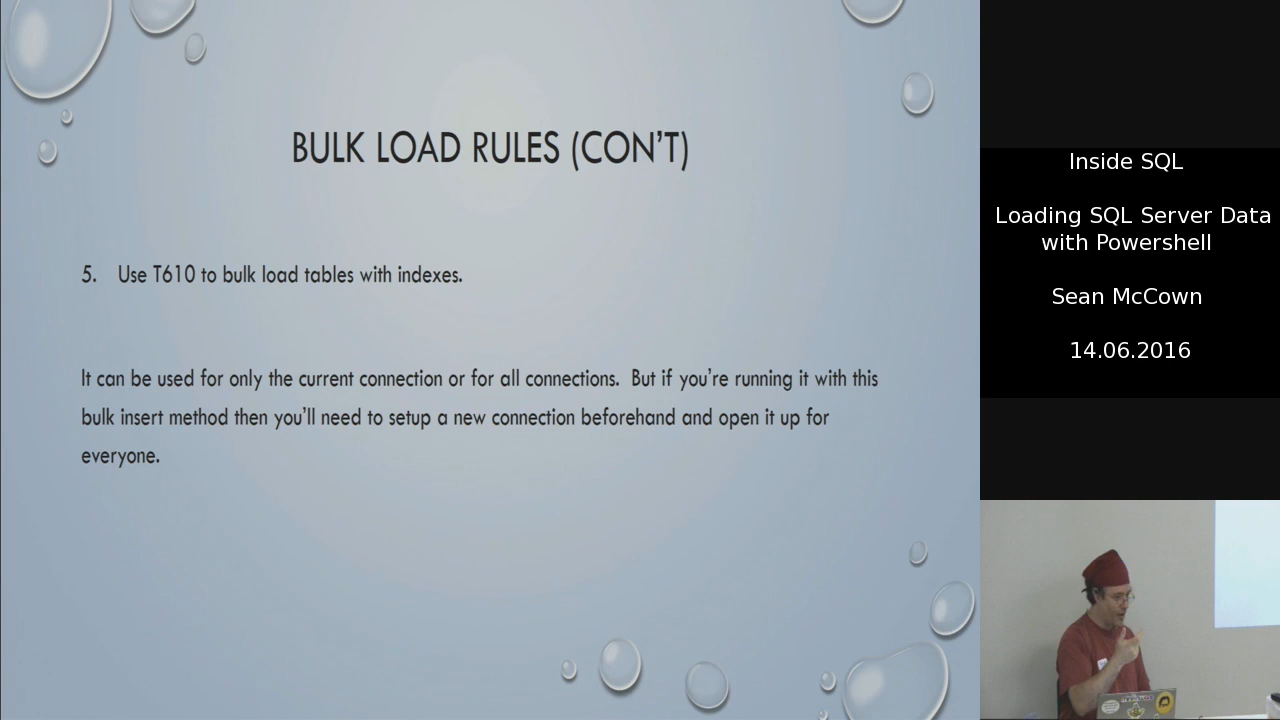 BULK LOAD RULES (CON'T)
5. Use T610 to bulk load tables with indexes.
It can be used for only the current connection or for all connections.  But if you're running it with this
bulk insert method then you'll need to setup a new connection beforehand and open it up for
everyone.
Inside SQL
Loading SQL Server Data
with Powershell
Sean McCown
14.06.2016